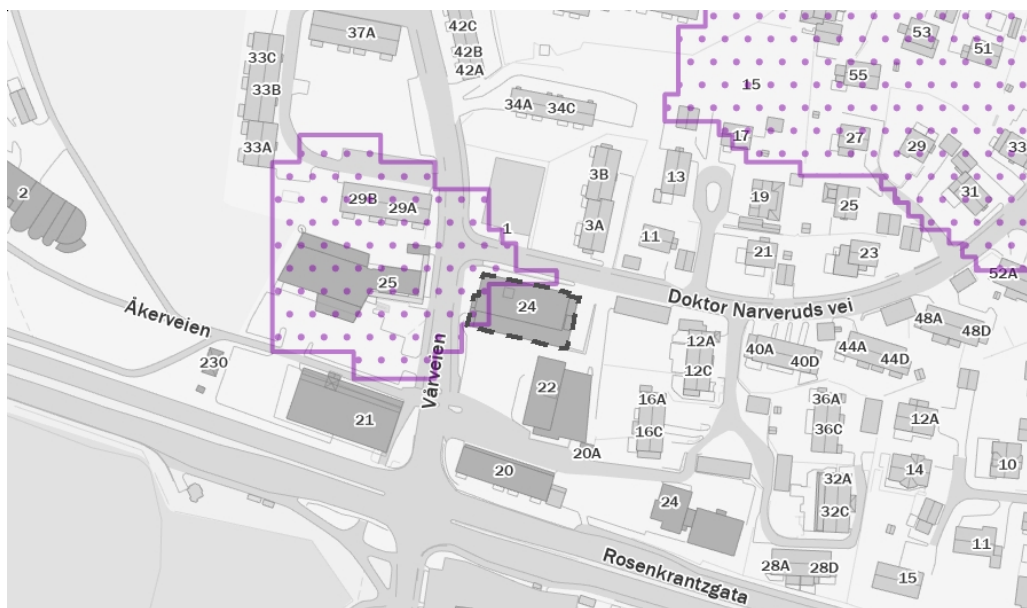 37A
42C
33C
42B
42A
53
51
55
15
33B
34A
34C
17
27
29
33
33A
2
3B
13
29B
29A
19
31
25
3A
1
11
21
23
25
52A
24
Doktor Narveruds vei
Åkerveien
48A
48D
12A
40A
40D
44A
44D
230
Vårveien
22
12C
16A
36A
21
16C
36C
12A
20A
20
10
14
24
32A
32C
11
Rosenkrantzgata
28A
28D
15